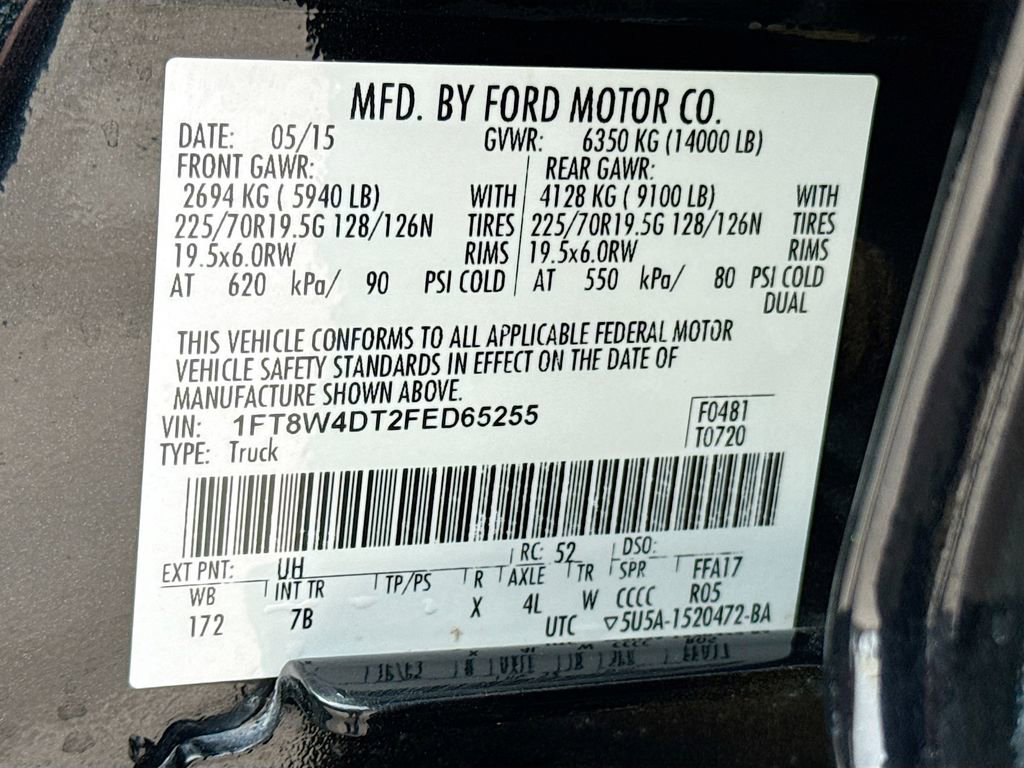 MFD. BY FORD MOTOR CO.
DATE: 05/15 GVWR: 6350 KG (14000 LB)
FRONT GAWR: REAR GAWR:
2694 KG ( 5940 LB) WITH 4128 KG ( 9100 LB) WITH
225/70R19.5G 128/126N TIRES 225/70R19.5G 128/126N TIRES
19.5x6.0RW RIMS 19.5x6.0RW RIMS
AT 620 kPa/ 90 PSI COLD AT 550 kPa/ 80 PSI COLD
DUAL
THIS VEHICLE CONFORMS TO ALL APPLICABLE FEDERAL MOTOR
VEHICLE SAFETY STANDARDS IN EFFECT ON THE DATE OF
MANUFACTURE SHOWN ABOVE.
VIN: 1FT8W4DT2FED65255 F0481
TYPE: Truck T0720
EXT PNT: UH RC: 52 DSO:
WB INT TR TP/PS R AXLE TR SPR FFA17
172 7B X 4L W CCCC R05
UTC ▽5U5A-1520472-BA